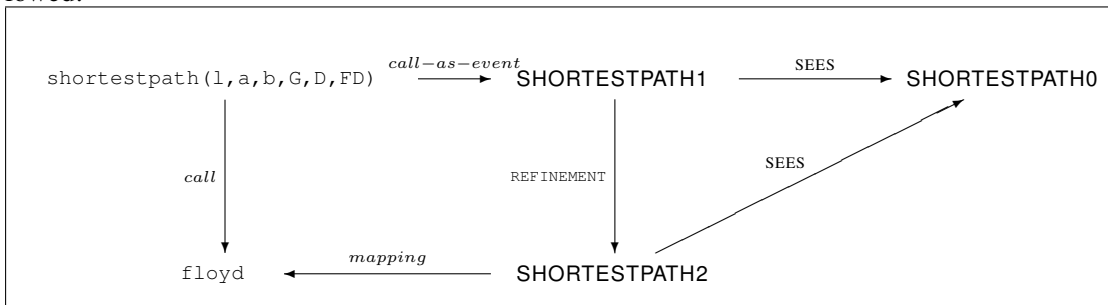 shortestpath(l,a,b,G,D,FD)
call−as−event
SHORTESTPATH1
SEES
SHORTESTPATH0
call
REFINEMENT
SEES
floyd
mapping
SHORTESTPATH2